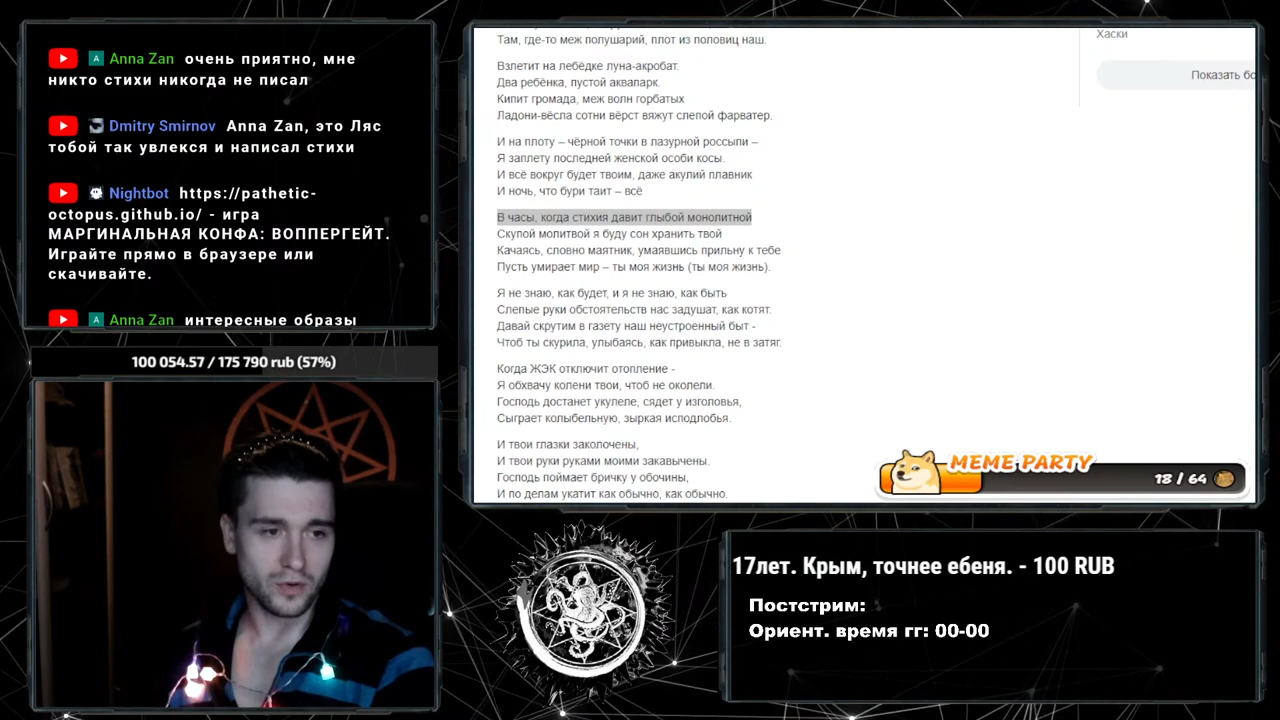 Anna Zan очень приятно, мне
никто стихи никогда не писал
Dmitry Smirnov Anna Zan, это Ляс
тобой так увлекся и написал стихи
Nightbot https://pathetic-
octopus.github.io/ - игра
МАРГИНАЛЬНАЯ КОНФА: ВОППЕРГЕЙТ.
Играйте прямо в браузере или
скачивайте.
Anna Zan интересные образы
100 054.57 / 175 790 rub (57%)
Там, где-то меж полушарий, плот из половиц наш.
Взлетит на лебёдке луна-акробат.
Два ребёнка, пустой аквапарк.
Кипит громада, меж волн горбатых
Ладони-вёсла сотни вёрст вяжут слепой фарватер.
И на плоту – чёрной точки в лазурной россыпи –
Я заплету последней женской особи косы.
И всё вокруг будет твоим, даже акулий плавник
И ночь, что бури таит – всё
В часы, когда стихия давит глыбой монолитной
Скупой молитвой я буду сон хранить твой
Качаясь, словно маятник, умаявшись прильну к тебе
Пусть умирает мир – ты моя жизнь (ты моя жизнь).
Я не знаю, как будет, и я не знаю, как быть
Слепые руки обстоятельств нас задушат, как котят.
Давай скрутим в газету наш неустроенный быт -
Чтоб ты скурила, улыбаясь, как привыкла, не в затяг.
Когда ЖЭК отключит отопление -
Я обхвачу колени твои, чтоб не околели.
Господь достанет укулеле, сядет у изголовья,
Сыграет колыбельную, зыркая исподлобья.
И твои глазки заколочены,
И твои руки руками моими закавычены.
Господь поймает бричку у обочины,
И по делам укатит как обычно, как обычно.
Хаски
Показать бо
MEME PARTY
18 / 64
17лет. Крым, точнее ебеня. - 100 RUB
Постстрим:
Ориент. время гг: 00-00